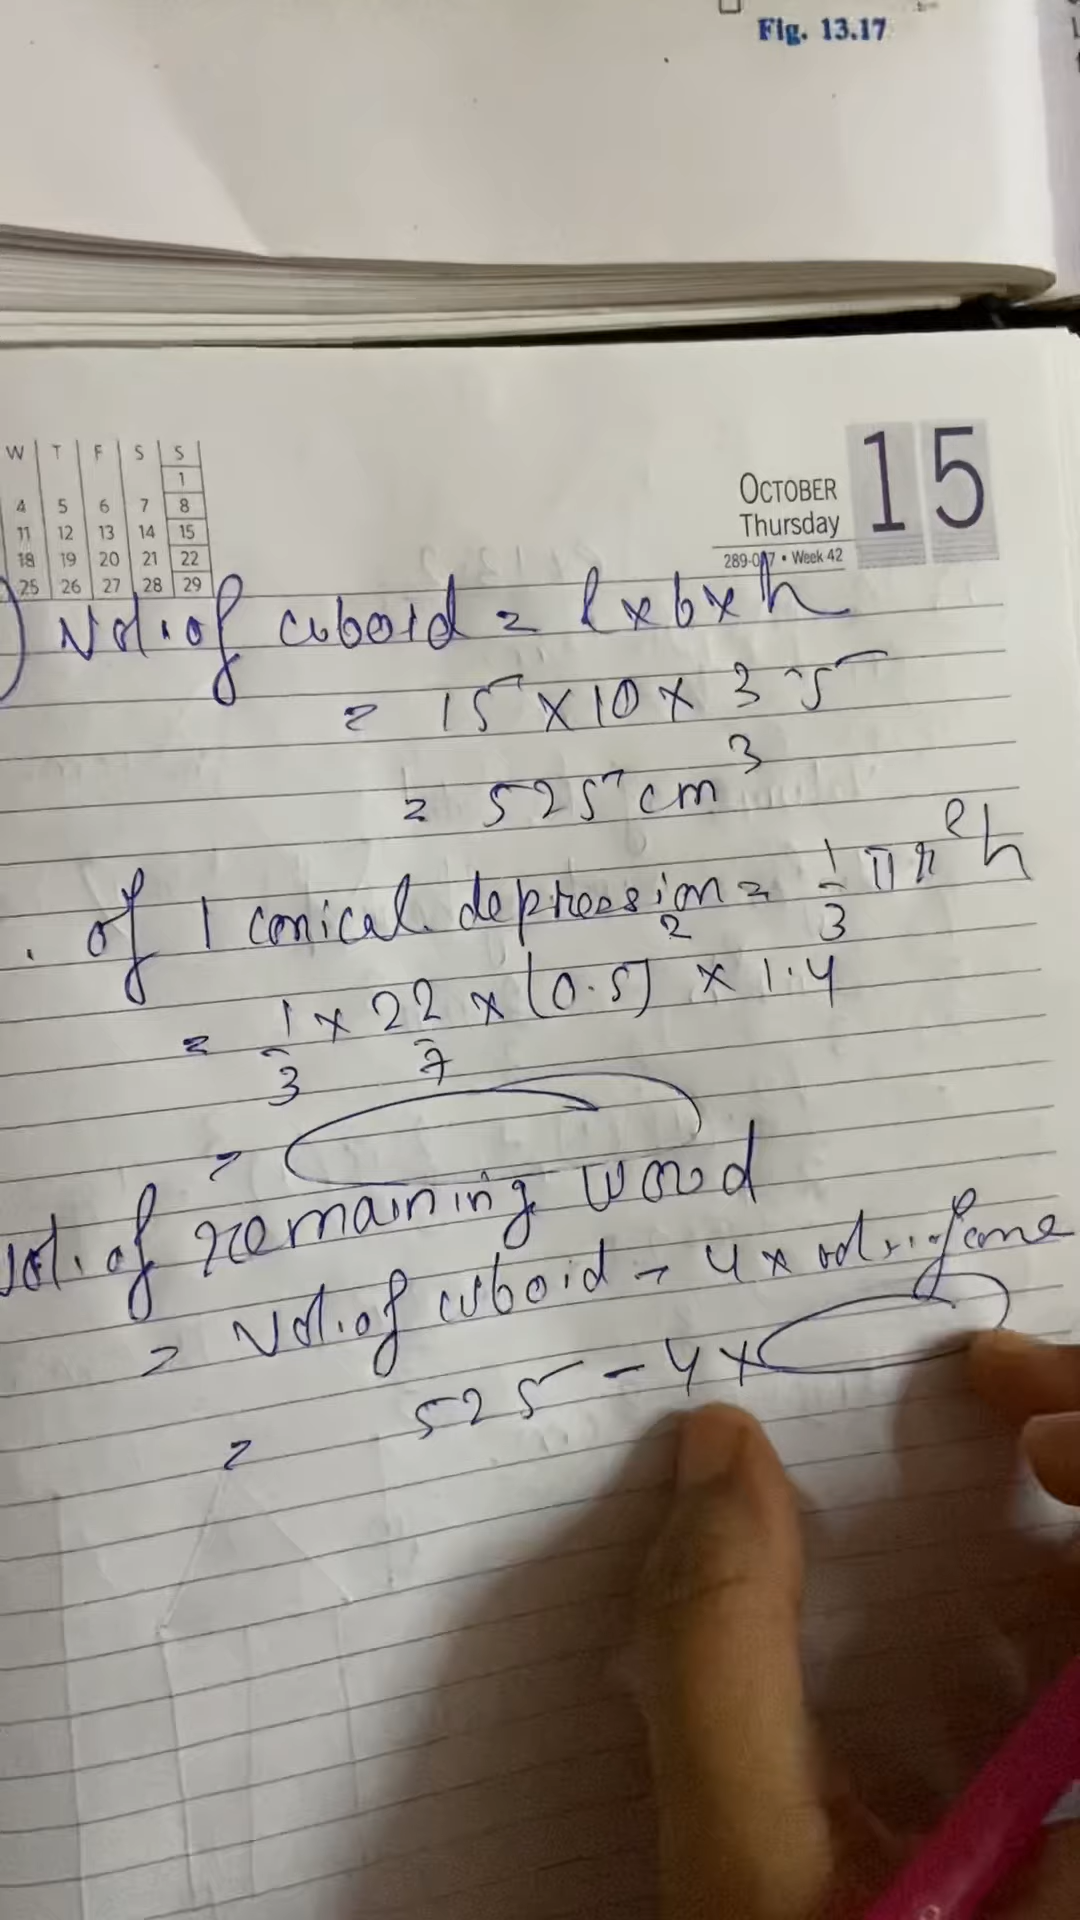 Fig. 13.17
W T F S S
1
4 5 6 7 8
11 12 13 14 15
18 19 20 21 22
25 26 27 28 29
OCTOBER 15
Thursday
Week 42
Vol. of cuboid = l x b x h
= 15 x 10 x 3.5
= 525 cm³
. of 1 conical depression = 1/3 πr²h
= 1/3 x 22/7 x (0.5)² x 1.4
=
Vol. of remaining wood
= Vol. of cuboid - 4 x vol. of cone
= 525 - 4 x